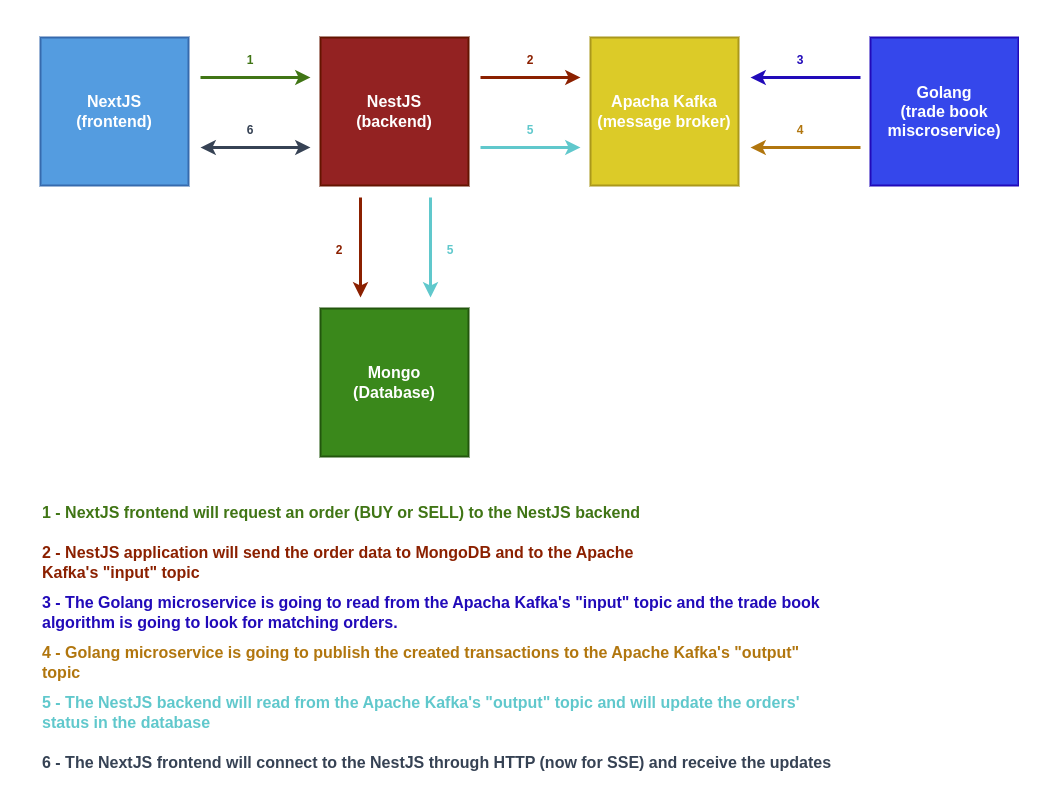 NextJS
(frontend)
1
6
NestJS
(backend)
2
5
Apacha Kafka
(message broker)
3
4
Golang
(trade book
miscroservice)
2
5
Mongo
(Database)
1 - NextJS frontend will request an order (BUY or SELL) to the NestJS backend
2 - NestJS application will send the order data to MongoDB and to the Apache
Kafka's "input" topic
3 - The Golang microservice is going to read from the Apacha Kafka's "input" topic and the trade book
algorithm is going to look for matching orders.
4 - Golang microservice is going to publish the created transactions to the Apache Kafka's "output"
topic
5 - The NestJS backend will read from the Apache Kafka's "output" topic and will update the orders'
status in the database
6 - The NextJS frontend will connect to the NestJS through HTTP (now for SSE) and receive the updates